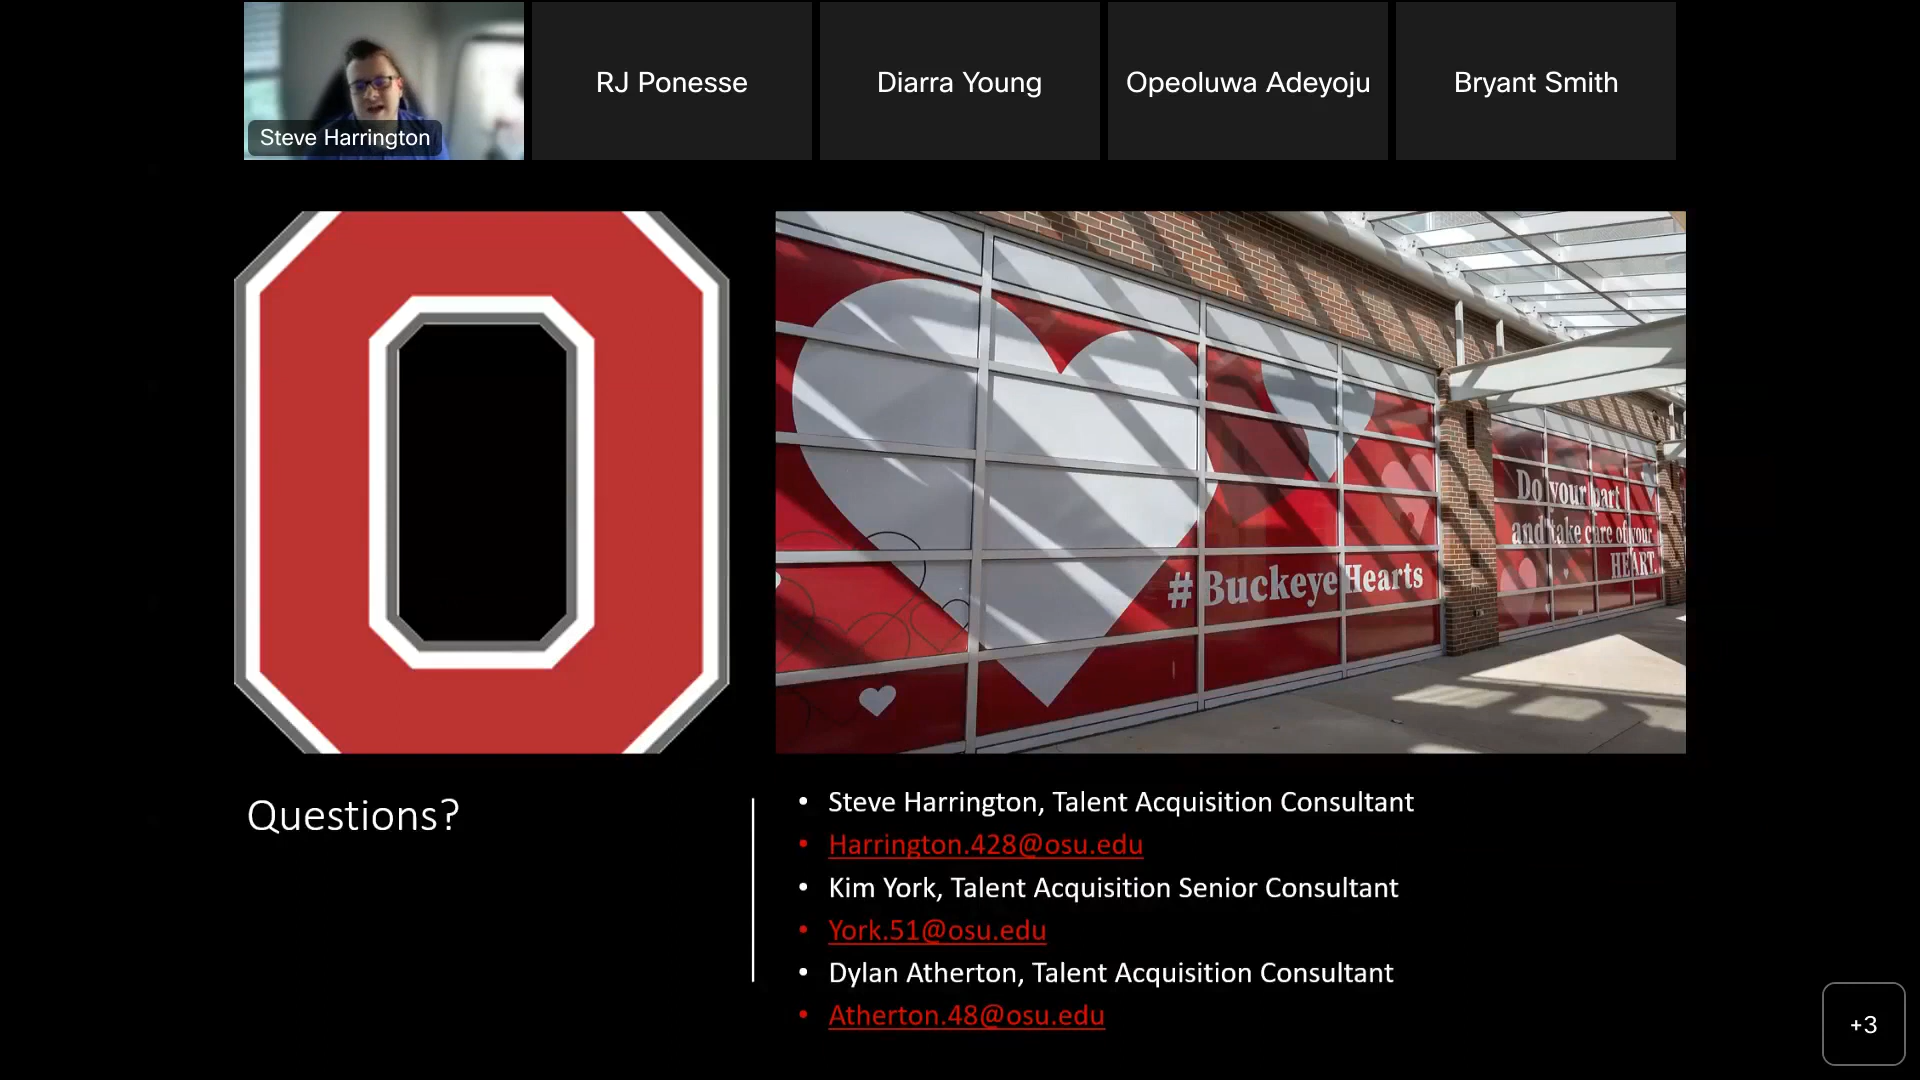 RJ Ponesse
Diarra Young
Opeoluwa Adeyoju
Bryant Smith
Steve Harrington
#BuckeyeHearts
Do your part
and take care of your
HEART.
Questions?
• Steve Harrington, Talent Acquisition Consultant
• Harrington.428@osu.edu
• Kim York, Talent Acquisition Senior Consultant
• York.51@osu.edu
• Dylan Atherton, Talent Acquisition Consultant
• Atherton.48@osu.edu
+3